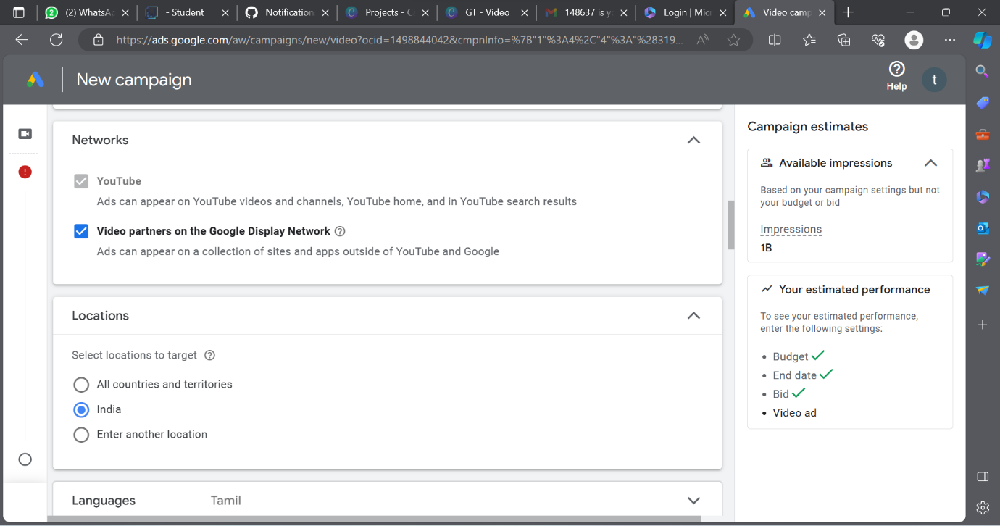 (2) WhatsAp
- Student
Notification
Projects - C
GT - Video
148637 is y
Login | Micr
Video camp
https://ads.google.com/aw/campaigns/new/video?ocid=1498844042&cmpnInfo=%7B"1"%3A4%2C"4"%3A"%28319...
New campaign
Help
t
Networks
YouTube
Ads can appear on YouTube videos and channels, YouTube home, and in YouTube search results
Video partners on the Google Display Network
Ads can appear on a collection of sites and apps outside of YouTube and Google
Locations
Select locations to target
All countries and territories
India
Enter another location
Languages Tamil
Campaign estimates
Available impressions
Based on your campaign settings but not
your budget or bid
Impressions
1B
Your estimated performance
To see your estimated performance,
enter the following settings:
• Budget
• End date
• Bid
• Video ad